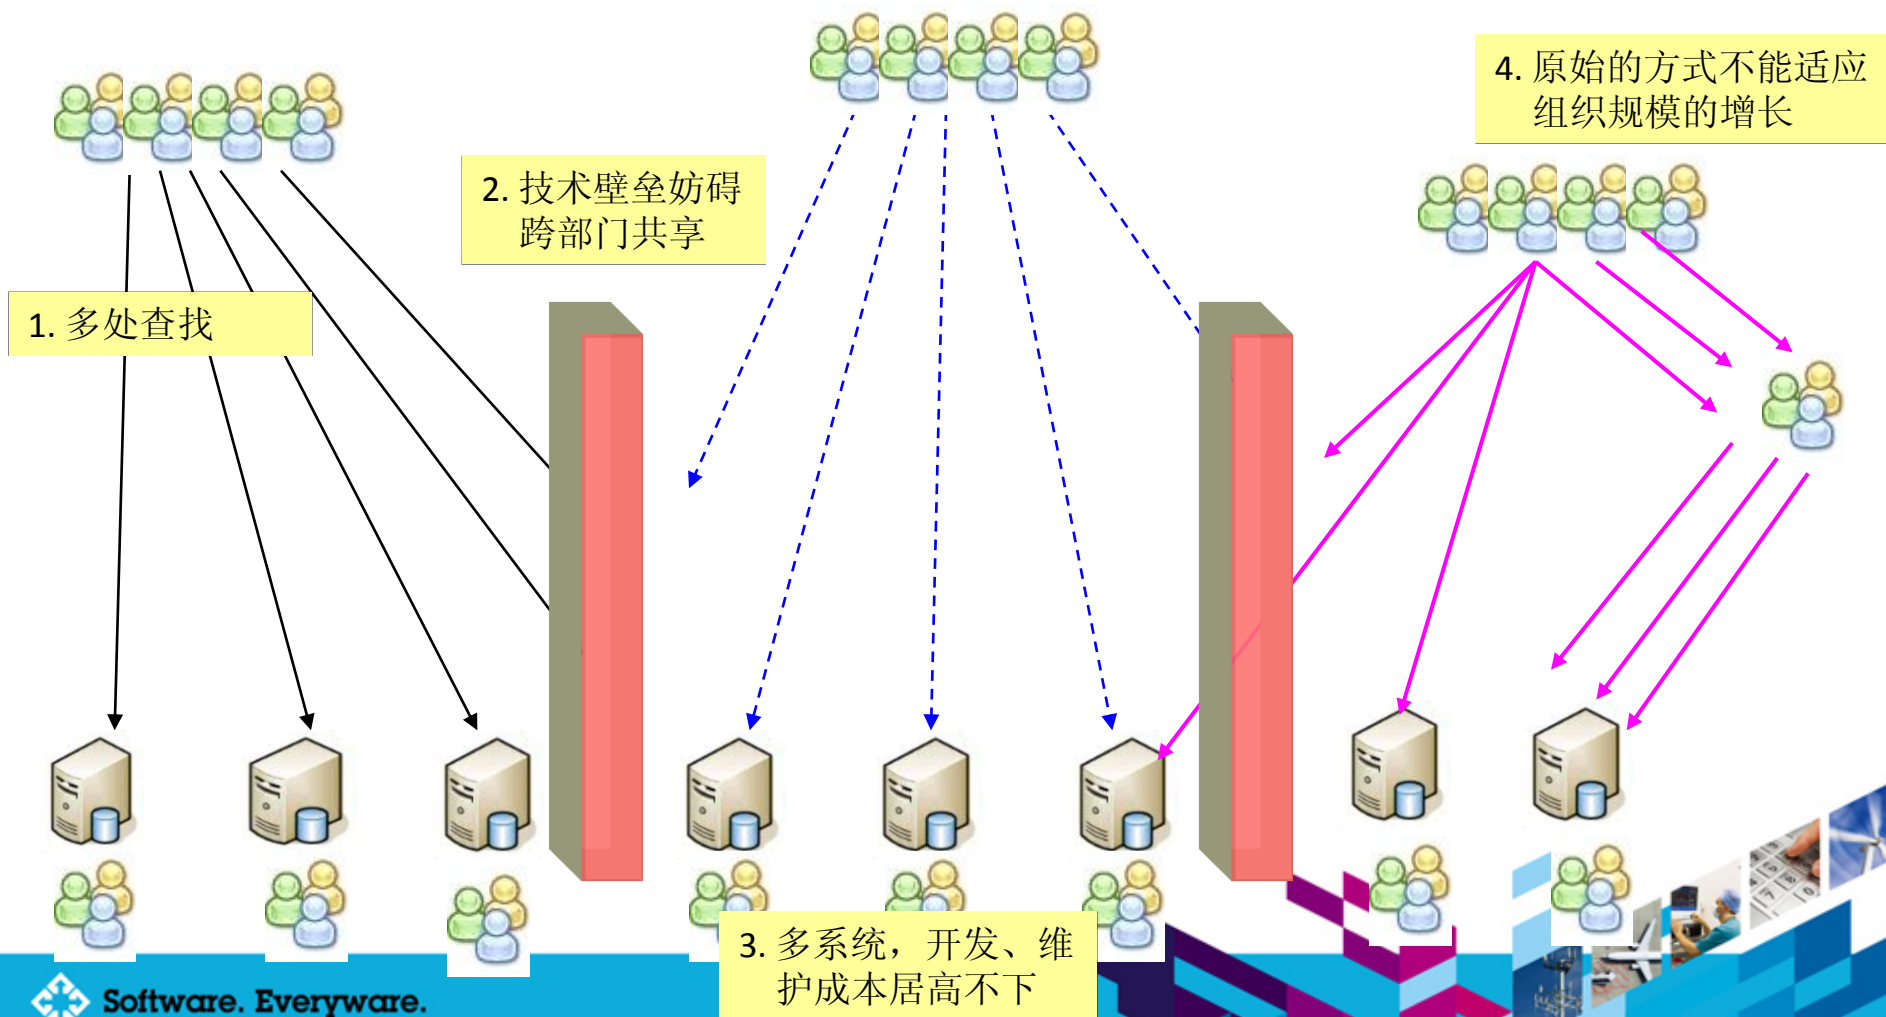 1. 多处查找
2. 技术壁垒妨碍
跨部门共享
3. 多系统，开发、维
护成本居高不下
4. 原始的方式不能适应
组织规模的增长
Software. Everyware.